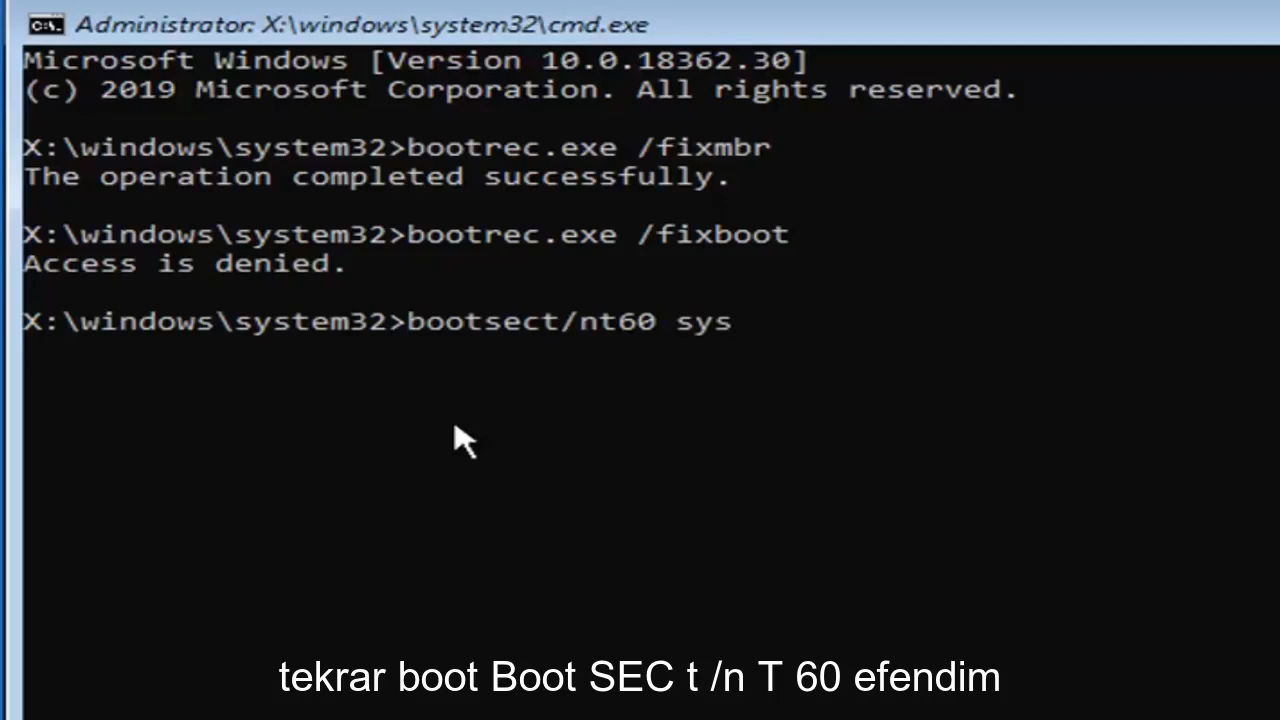 Administrator: X:\windows\system32\cmd.exe
Microsoft Windows [Version 10.0.18362.30]
(c) 2019 Microsoft Corporation. All rights reserved.
X:\windows\system32>bootrec.exe /fixmbr
The operation completed successfully.
X:\windows\system32>bootrec.exe /fixboot
Access is denied.
X:\windows\system32>bootsect/nt60 sys
tekrar boot Boot SEC t /n T 60 efendim